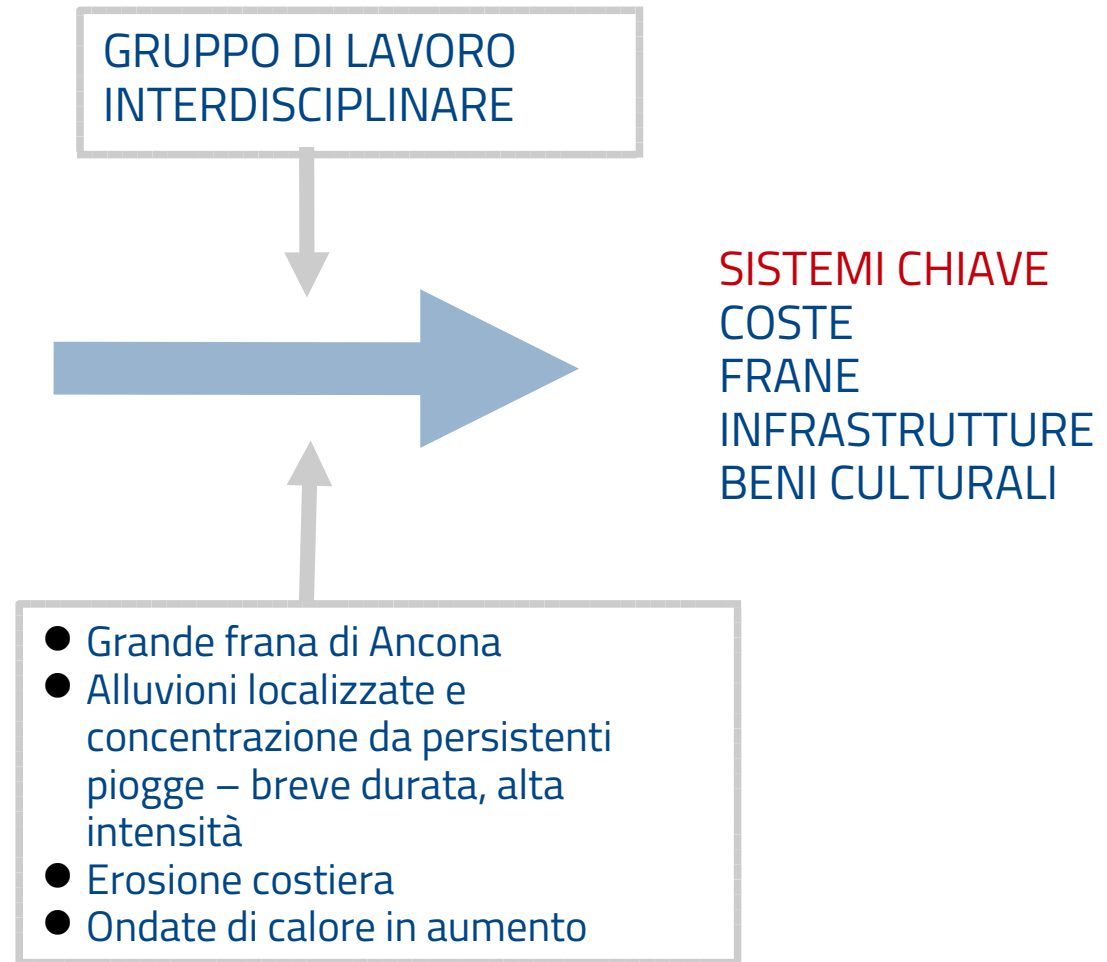 GRUPPO DI LAVORO
INTERDISCIPLINARE
SISTEMI CHIAVE
COSTE
FRANE
INFRASTRUTTURE
BENI CULTURALI
● Grande frana di Ancona
● Alluvioni localizzate e
concentrazione da persistenti
piogge – breve durata, alta
intensità
● Erosione costiera
● Ondate di calore in aumento